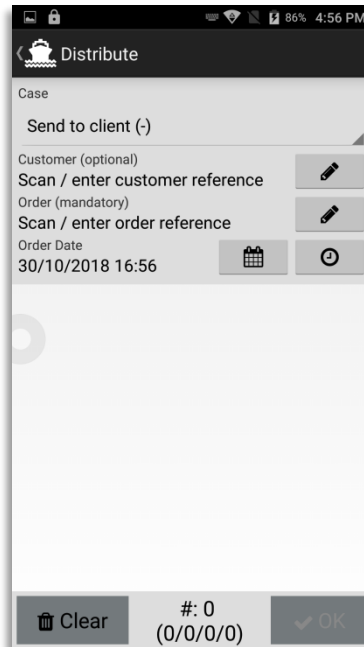 86% 4:56 PM
Distribute
Case
Send to client (-)
Customer (optional)
Scan / enter customer reference
Order (mandatory)
Scan / enter order reference
Order Date
30/10/2018 16:56
Clear
#: 0
(0/0/0/0)
OK